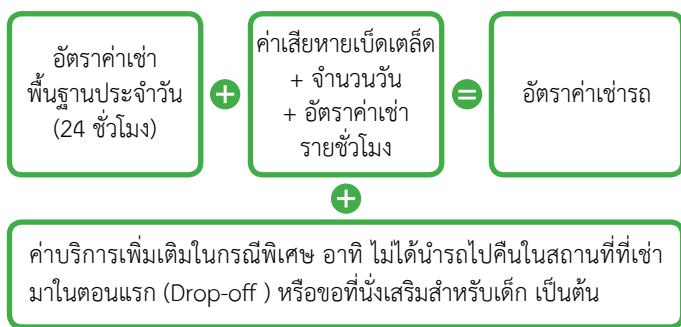 อัตราค่าเช่า
พื้นฐานประจำวัน
(24 ชั่วโมง)
+
ค่าเสียหายเบ็ดเตล็ด
+ จำนวนวัน
+ อัตราค่าเช่า
รายชั่วโมง
=
อัตราค่าเช่ารถ
+
ค่าบริการเพิ่มเติมในกรณีพิเศษ อาทิ ไม่ได้นำรถไปคืนในสถานที่ที่เช่า
มาในตอนแรก (Drop-off ) หรือขอที่นั่งเสริมสำหรับเด็ก เป็นต้น